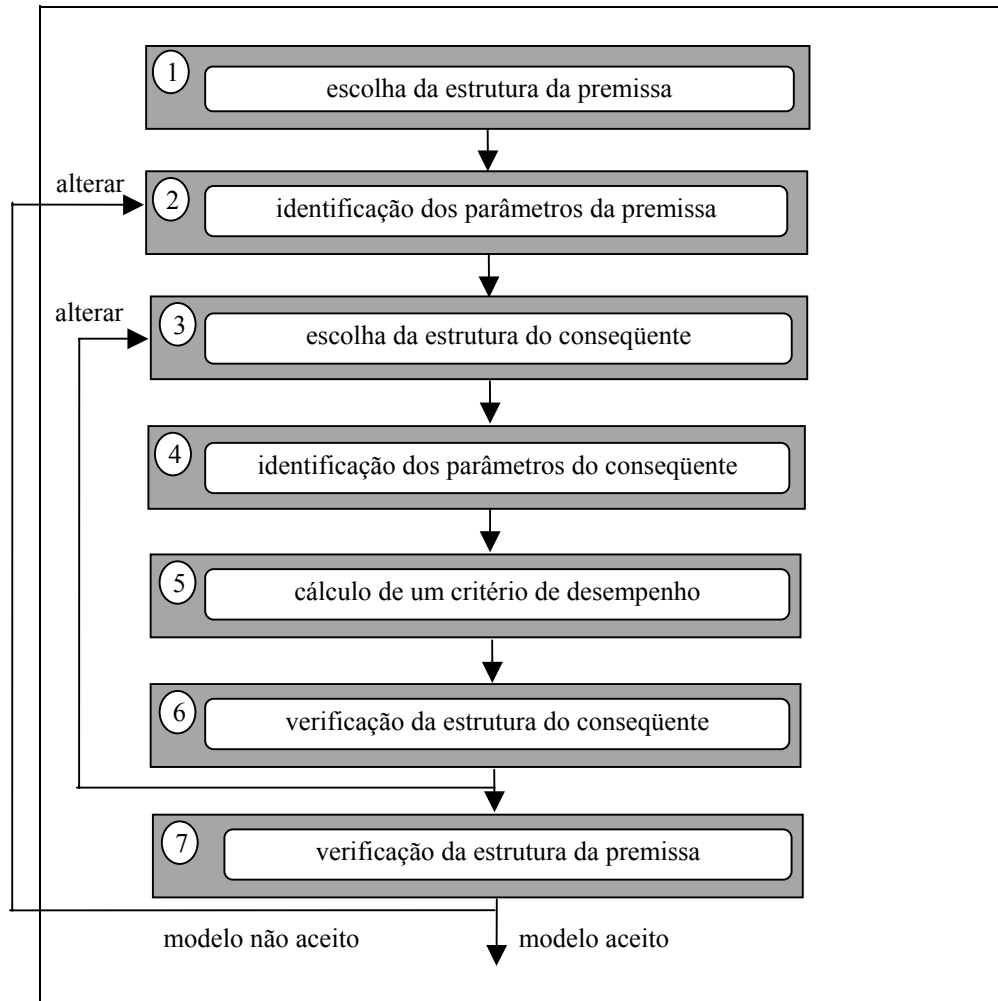 1
escolha da estrutura da premissa
alterar
2
identificação dos parâmetros da premissa
alterar
3
escolha da estrutura do conseqüente
4
identificação dos parâmetros do conseqüente
5
cálculo de um critério de desempenho
6
verificação da estrutura do conseqüente
7
verificação da estrutura da premissa
modelo não aceito
modelo aceito